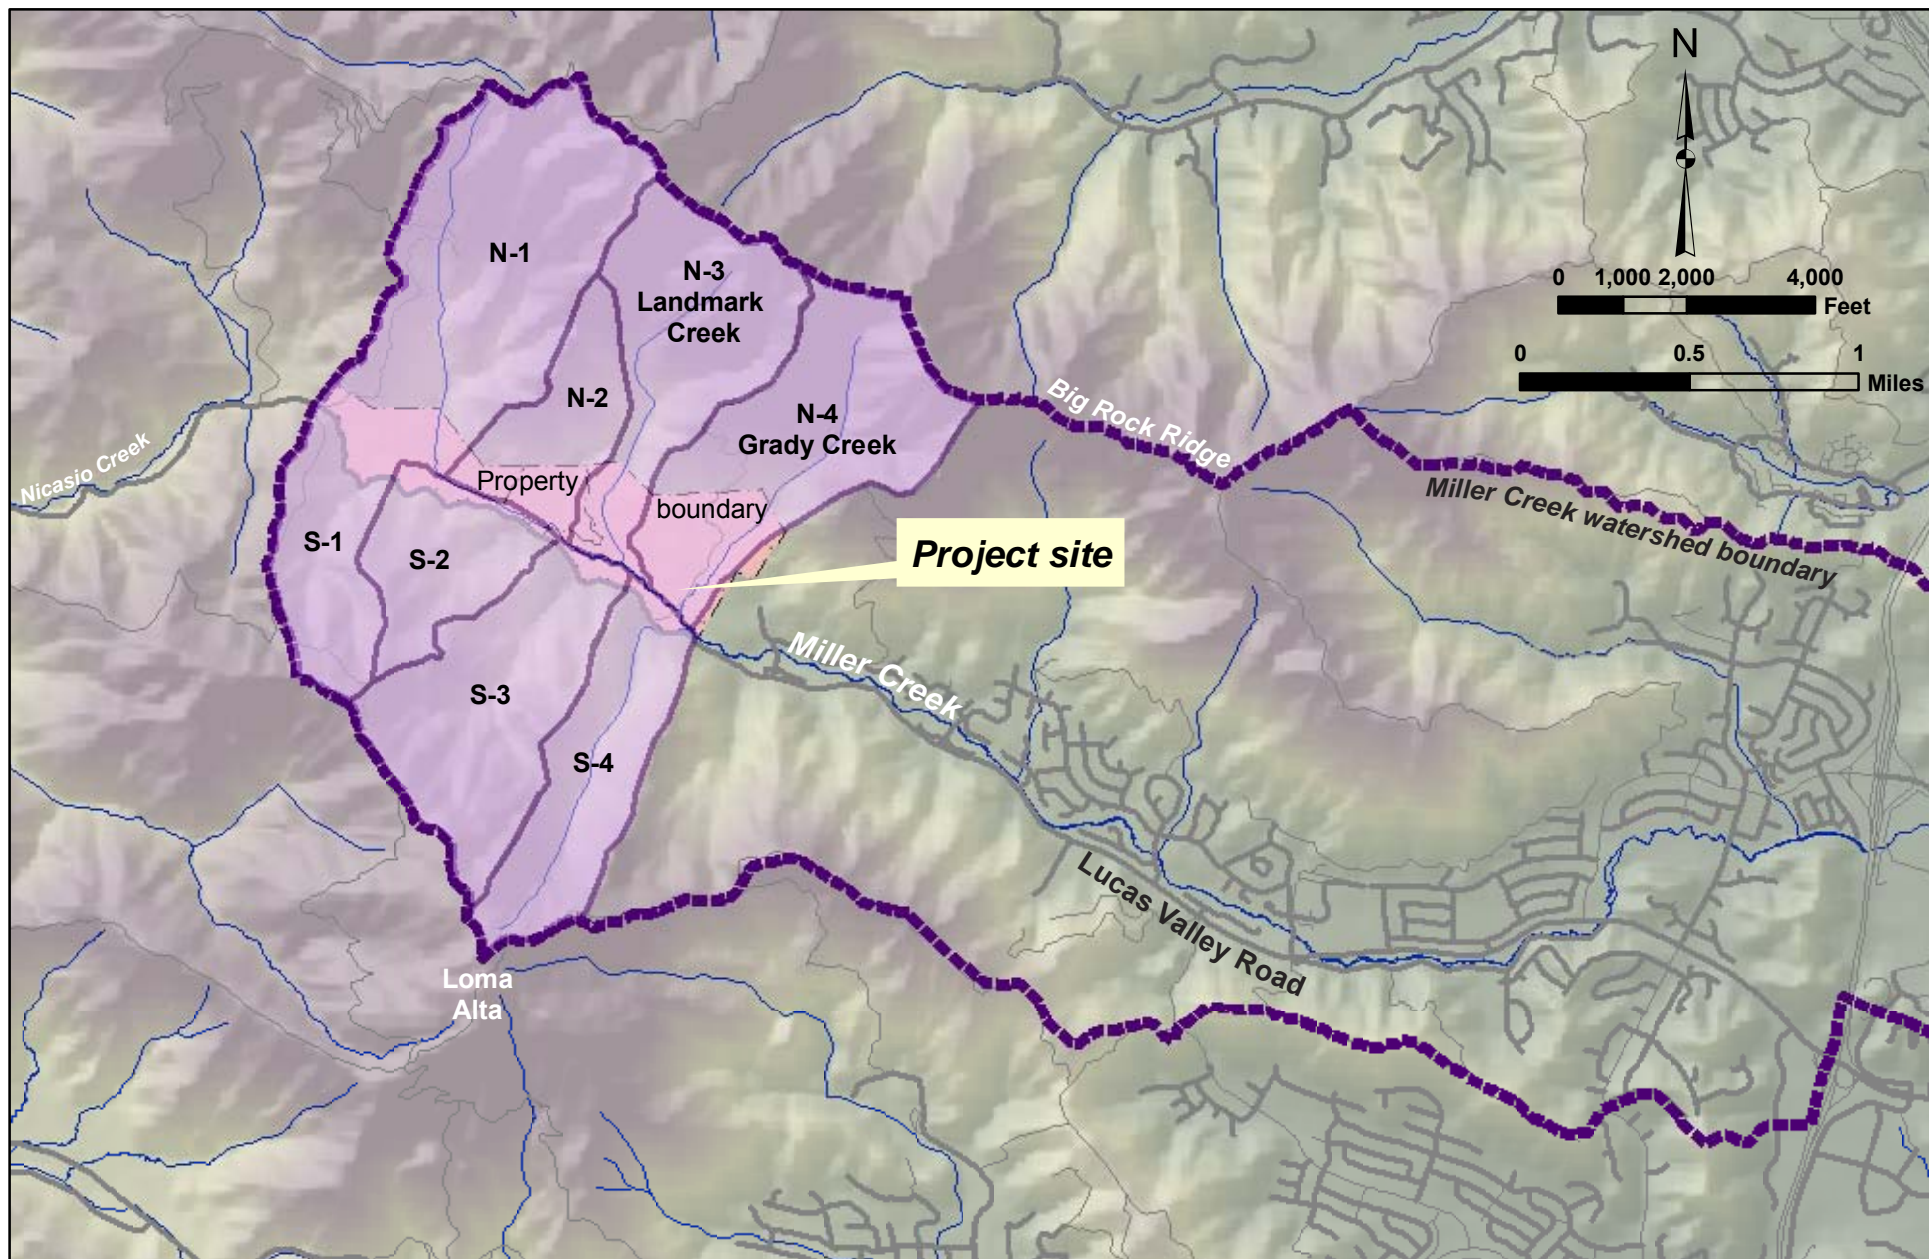 N
0 1,000 2,000 4,000
Feet
0 0.5 1
Miles
N-1
N-3
Landmark
Creek
N-2
N-4
Grady Creek
Big Rock Ridge
Nicasio Creek
Property
boundary
Miller Creek watershed boundary
S-1
S-2
Project site
Miller Creek
S-3
S-4
Lucas Valley Road
Loma
Alta